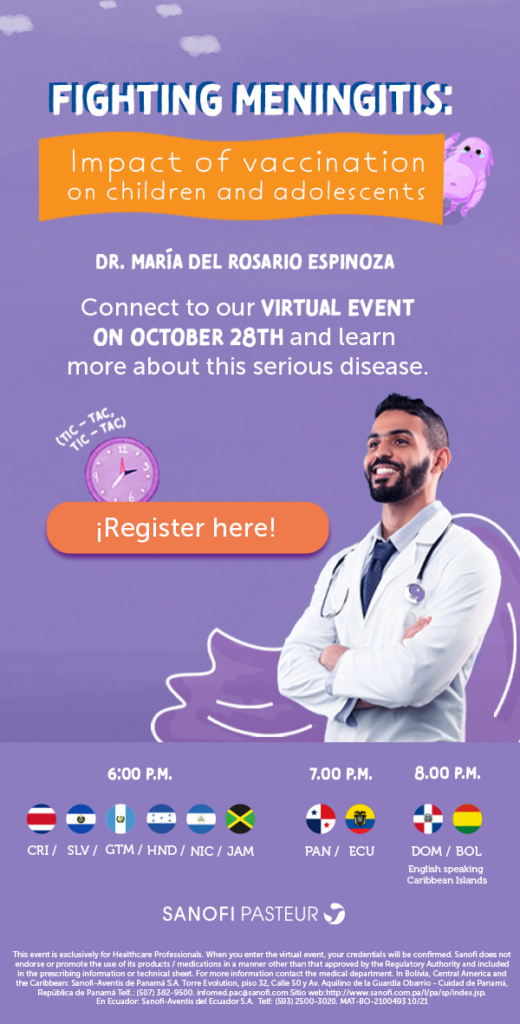 FIGHTING MENINGITIS:
Impact of vaccination
on children and adolescents
DR. MARÍA DEL ROSARIO ESPINOZA
Connect to our VIRTUAL EVENT
ON OCTOBER 28TH and learn
more about this serious disease.
(TIC – TAC,
TIC – TAC)
12
3
6
9
¡Register here!
6:00 P.M.
7.00 P.M.
8.00 P.M.
CRI / SLV / GTM / HND / NIC / JAM
PAN / ECU
DOM / BOL
English speaking
Caribbean Islands
SANOFI PASTEUR
This event is exclusively for Healthcare Professionals. When you enter the virtual event, your credentials will be confirmed. Sanofi does not
endorse or promote the use of its products / medications in a manner other than that approved by the Regulatory Authority and included
in the prescribing information or technical sheet. For more information contact the medical department. In Bolivia, Central America and
the Caribbean: Sanofi-Aventis de Panamá S.A. Torre Evolution, piso 32, Calle 50 y Av. Aquilino de la Guardia Obarrio - Cuidad de Panamá,
República de Panamá Telf.: (507) 382-9500. infomed.pac@sanofi.com Sitio web:http://www.sanofi.com.pa/l/pa/sp/index.jsp.
En Ecuador: Sanofi-Aventis del Ecuador S.A. Telf: (593) 2500-3020. MAT-BO-2100493 10/21